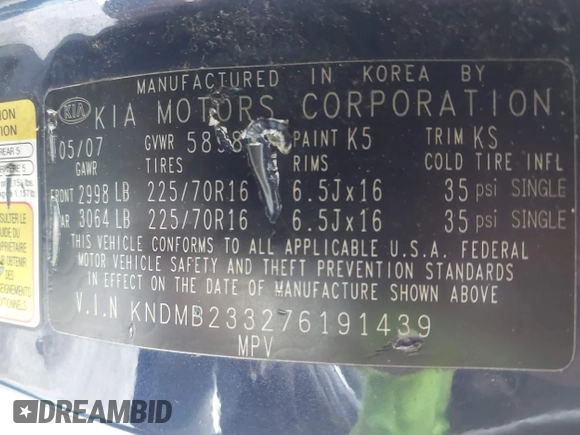 MANUFACTURED IN KOREA BY
KIA KIA MOTORS CORPORATION
05/07 GVWR PAINT K5 TRIM KS
GAWR TIRES RIMS COLD TIRE INFL
FRONT 2998 LB 225/70R16 6.5Jx16 35 psi SINGLE
3064 LB 225/70R16 6.5Jx16 35 psi SINGLE
THIS VEHICLE CONFORMS TO ALL APPLICABLE U.S.A. FEDERAL
MOTOR VEHICLE SAFETY AND THEFT PREVENTION STANDARDS
IN EFFECT ON THE DATE OF MANUFACTURE SHOWN ABOVE
V.I.N KNDMB233276191439
MPV
DREAMBID